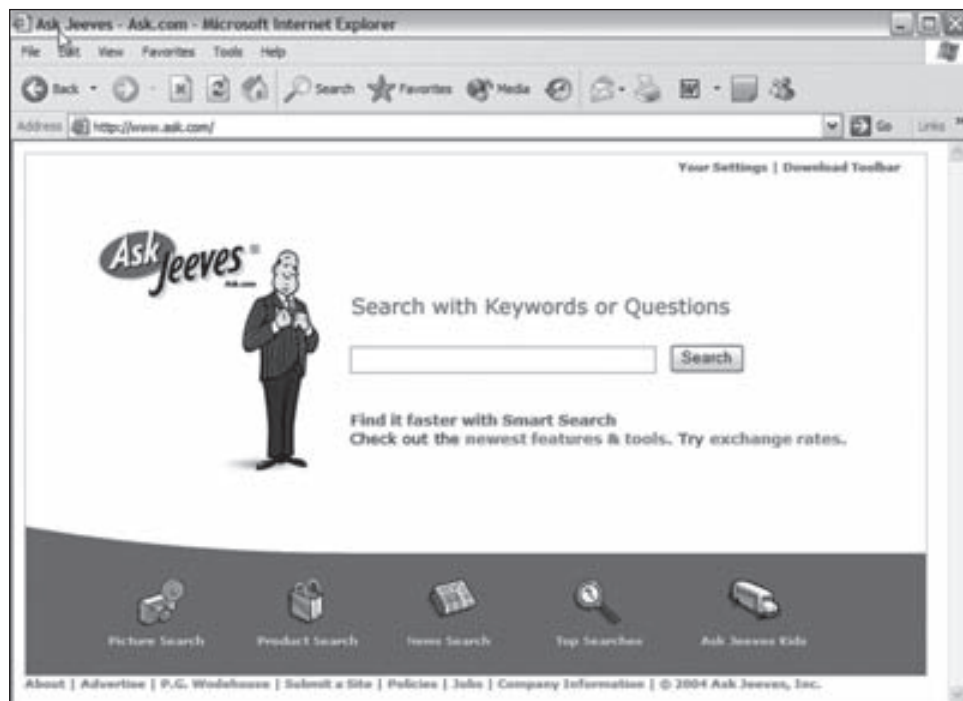 Ask Jeeves - Ask.com - Microsoft Internet Explorer
File Edit View Favorites Tools Help
Back Search Favorites Media
Address http://www.ask.com/ Go Links »
Your Settings | Download Toolbar
Ask Jeeves®
Ask.com
Search with Keywords or Questions
Search
Find it faster with Smart Search
Check out the newest features & tools. Try exchange rates.
Picture Search Product Search News Search Top Searches Ask Jeeves Kids
About | Advertise | P.G. Wodehouse | Submit a Site | Policies | Jobs | Company Information | © 2004 Ask Jeeves, Inc.